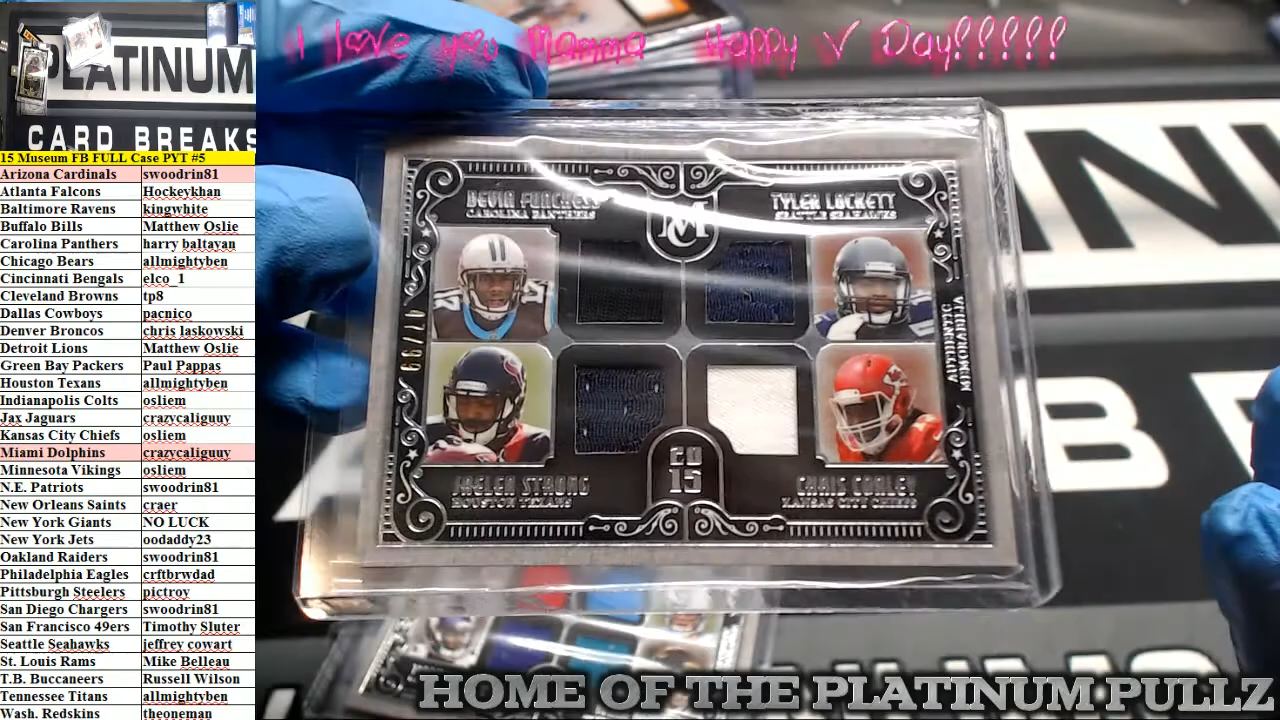 I love you Mamma Happy V Day!!!!!
PLATINUM
CARD BREAKS
15 Museum FB FULL Case PYT #5
Arizona Cardinals swoodrin81
Atlanta Falcons Hockeykhan
Baltimore Ravens kingwhite
Buffalo Bills Matthew Oslie
Carolina Panthers harry baltayan
Chicago Bears allmightyben
Cincinnati Bengals elco_1
Cleveland Browns tp8
Dallas Cowboys pacnico
Denver Broncos chris laskowski
Detroit Lions Matthew Oslie
Green Bay Packers Paul Pappas
Houston Texans allmightyben
Indianapolis Colts osliem
Jax Jaguars crazycaliguuy
Kansas City Chiefs osliem
Miami Dolphins crazycaliguuy
Minnesota Vikings osliem
N.E. Patriots swoodrin81
New Orleans Saints craer
New York Giants NO LUCK
New York Jets oodaddy23
Oakland Raiders swoodrin81
Philadelphia Eagles crftbrwdad
Pittsburgh Steelers pictroy
San Diego Chargers swoodrin81
San Francisco 49ers Timothy Sluter
Seattle Seahawks jeffrey cowart
St. Louis Rams Mike Belleau
T.B. Buccaneers Russell Wilson
Tennessee Titans allmightyben
Wash. Redskins theoneman
DEVIN FUNCHESS
CAROLINA PANTHERS
MC
TYLER LOCKETT
SEATTLE SEAHAWKS
AUTHENTIC
MEMORABILIA
JAELEN STRONG
HOUSTON TEXANS
20
15
CHRIS CONLEY
KANSAS CITY CHIEFS
HOME OF THE PLATINUM PULLZ